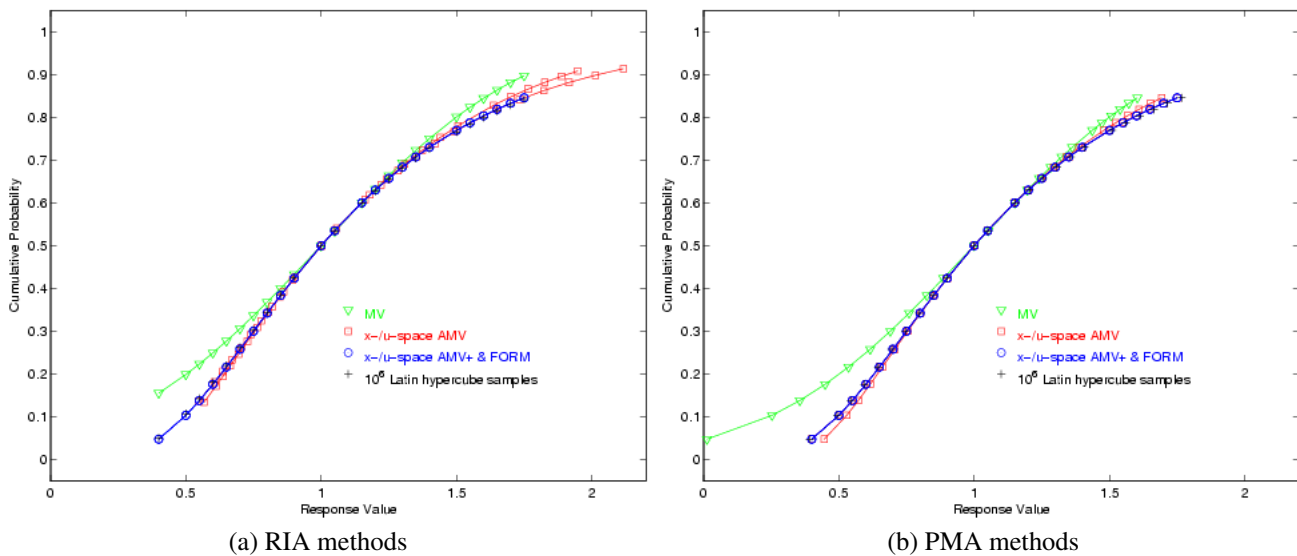 1
0.9
0.8
0.7
0.6
0.5
0.4
0.3
0.2
0.1
0
Cumulative Probability
MV
x-/u-space AMV
x-/u-space AMV+ & FORM
10⁶ Latin hypercube samples
0 0.5 1 1.5 2
Response Value
(a) RIA methods
1
0.9
0.8
0.7
0.6
0.5
0.4
0.3
0.2
0.1
0
Cumulative Probability
MV
x-/u-space AMV
x-/u-space AMV+ & FORM
10⁶ Latin hypercube samples
0 0.5 1 1.5 2
Response Value
(b) PMA methods